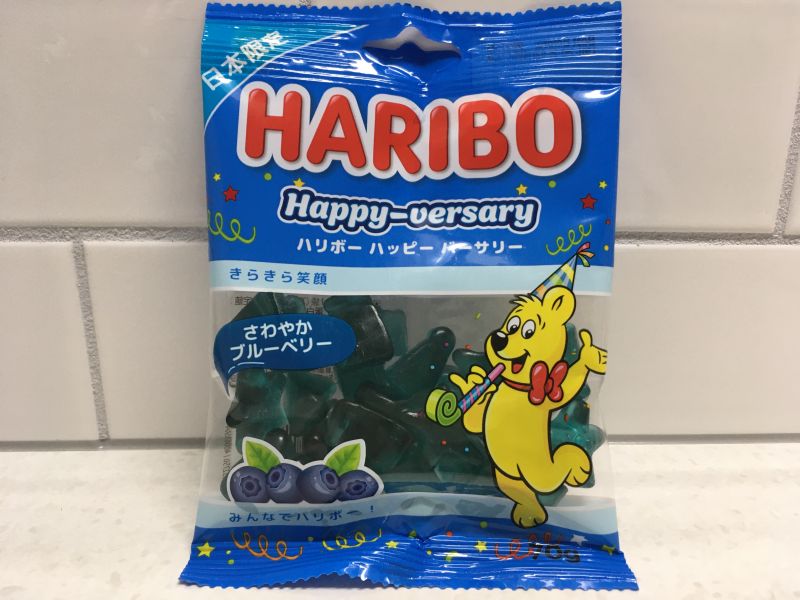 日本限定
HARIBO
Happy-versary
ハリボー ハッピー バーサリー
きらきら笑顔
さわやか
ブルーベリー
みんなでハリボー!
70g